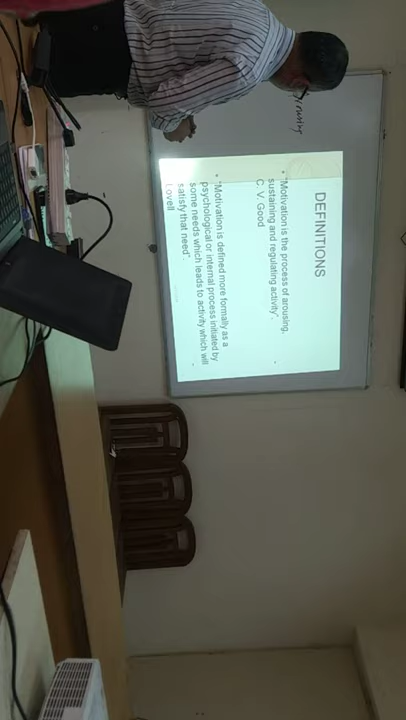 DEFINITIONS
• "Motivation is the process of arousing,
sustaining and regulating activity".
C. V. Good
• "Motivation is defined more formally as a
psychological or internal process initiated by
some needs which leads to activity which will
satisfy that need".
Lovell